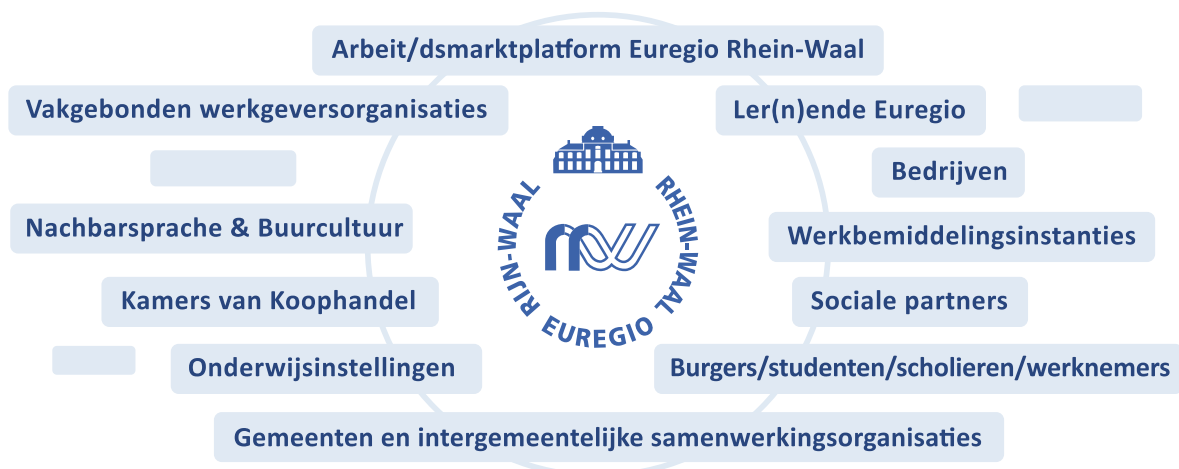 Arbeit/dsmarktplatform Euregio Rhein-Waal
Vakgebonden werkgeversorganisaties
Ler(n)ende Euregio
Bedrijven
Nachbarsprache & Buurcultuur
Werkbemiddelingsinstanties
Kamers van Koophandel
Sociale partners
Onderwijsinstellingen
Burgers/studenten/scholieren/werknemers
Gemeenten en intergemeentelijke samenwerkingsorganisaties
EUREGIO RIJN-WAAL
RHEIN-WAAL